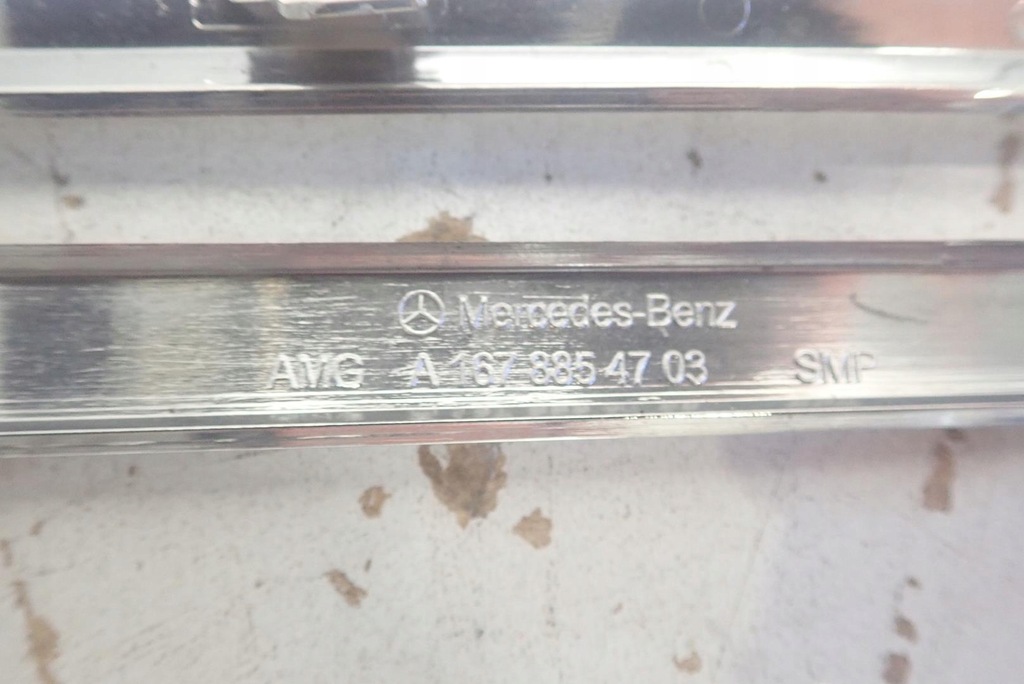 Mercedes-Benz
AMG A 167 885 47 03 SMP